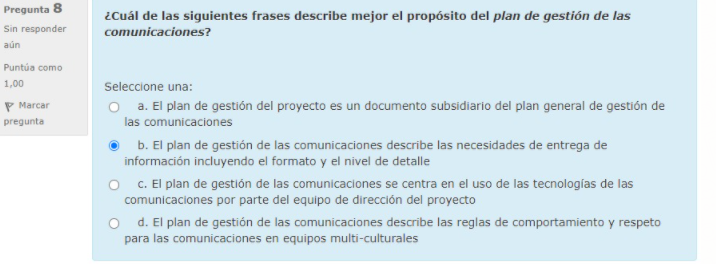 Pregunta 8
Sin responder
aún
Puntúa como
1,00
Marcar
pregunta
¿Cuál de las siguientes frases describe mejor el propósito del plan de gestión de las
comunicaciones?
Seleccione una:
a. El plan de gestión del proyecto es un documento subsidiario del plan general de gestión de
las comunicaciones
b. El plan de gestión de las comunicaciones describe las necesidades de entrega de
información incluyendo el formato y el nivel de detalle
c. El plan de gestión de las comunicaciones se centra en el uso de las tecnologías de las
comunicaciones por parte del equipo de dirección del proyecto
d. El plan de gestión de las comunicaciones describe las reglas de comportamiento y respeto
para las comunicaciones en equipos multi-culturales